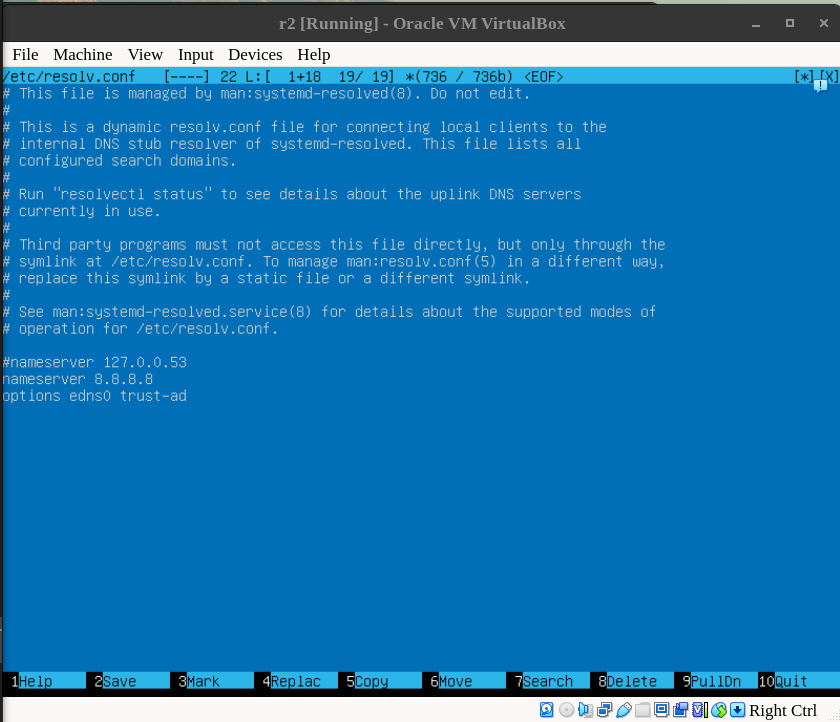 r2 [Running] - Oracle VM VirtualBox
File Machine View Input Devices Help
/etc/resolv.conf [----] 22 L:[ 1+18 19/ 19] *(736 / 736b) <EOF> [*][X]
# This file is managed by man:systemd-resolved(8). Do not edit.
#
# This is a dynamic resolv.conf file for connecting local clients to the
# internal DNS stub resolver of systemd-resolved. This file lists all
# configured search domains.
#
# Run "resolvectl status" to see details about the uplink DNS servers
# currently in use.
#
# Third party programs must not access this file directly, but only through the
# symlink at /etc/resolv.conf. To manage man:resolv.conf(5) in a different way,
# replace this symlink by a static file or a different symlink.
#
# See man:systemd-resolved.service(8) for details about the supported modes of
# operation for /etc/resolv.conf.
#nameserver 127.0.0.53
nameserver 8.8.8.8
options edns0 trust-ad
1Help 2Save 3Mark 4Replac 5Copy 6Move 7Search 8Delete 9PullDn 10Quit
Right Ctrl